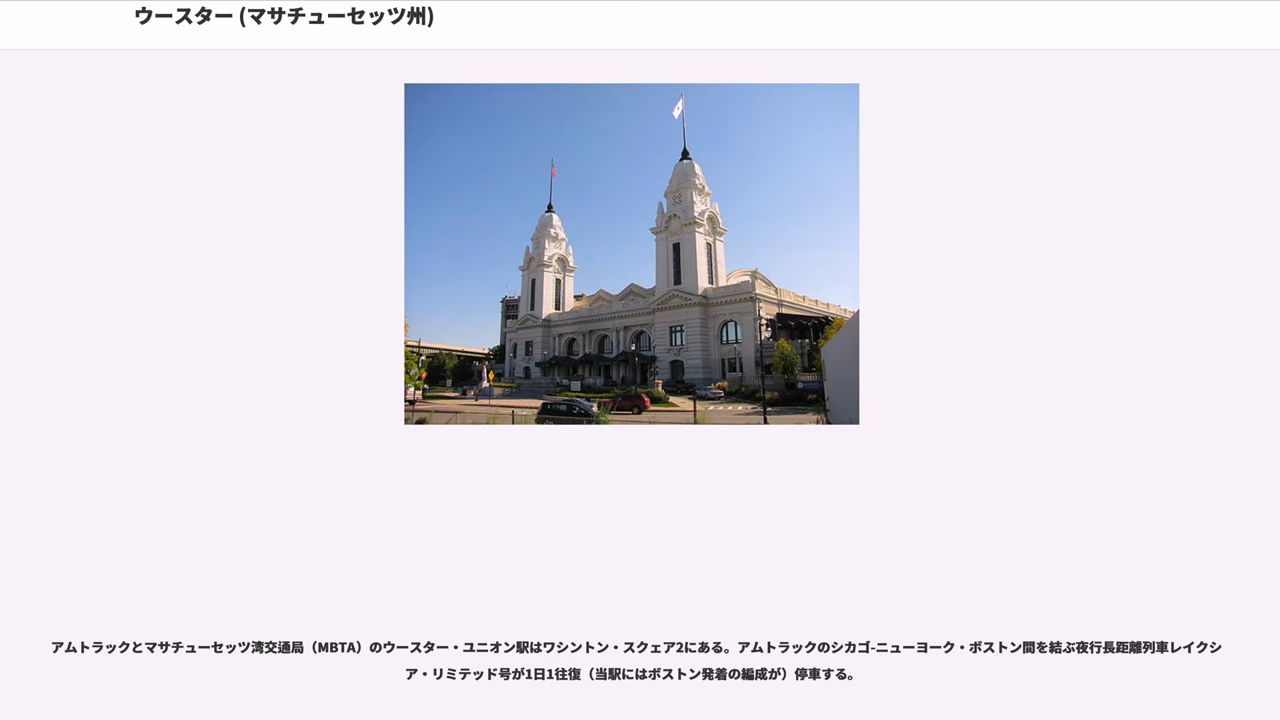 ウースター (マサチューセッツ州)
アムトラックとマサチューセッツ湾交通局（MBTA）のウースター・ユニオン駅はワシントン・スクェア2にある。アムトラックのシカゴ-ニューヨーク・ボストン間を結ぶ夜行長距離列車レイクシ
ア・リミテッド号が1日1往復（当駅にはボストン発着の編成が）停車する。